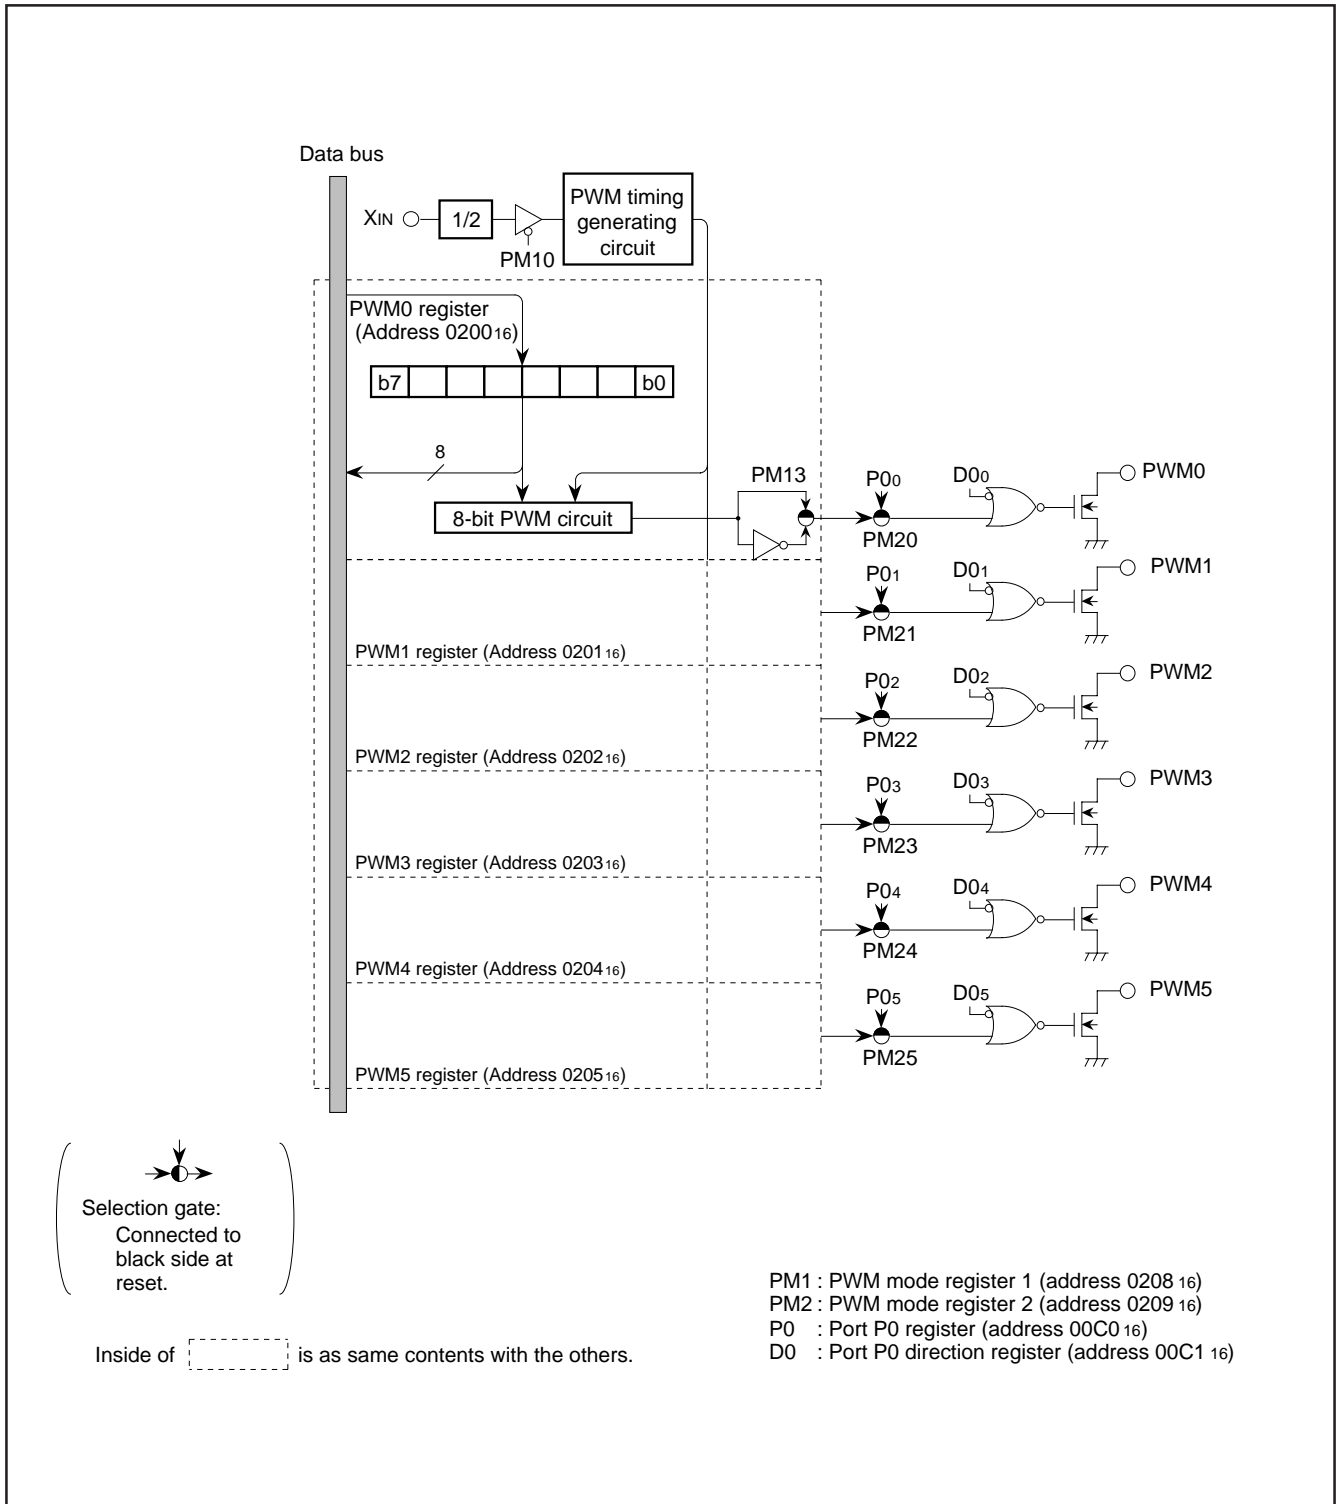 Data bus
XIN
1/2
PM10
PWM timing
generating
circuit
PWM0 register
(Address 020016)
b7
b0
8
8-bit PWM circuit
PM13
P00
PM20
D00
PWM0
P01
PM21
D01
PWM1
PWM1 register (Address 020116)
P02
PM22
D02
PWM2
PWM2 register (Address 020216)
P03
PM23
D03
PWM3
PWM3 register (Address 020316)
P04
PM24
D04
PWM4
PWM4 register (Address 020416)
P05
PM25
D05
PWM5
PWM5 register (Address 020516)
Selection gate:
Connected to
black side at
reset.
Inside of is as same contents with the others.
PM1 : PWM mode register 1 (address 0208 16)
PM2 : PWM mode register 2 (address 0209 16)
P0 : Port P0 register (address 00C0 16)
D0 : Port P0 direction register (address 00C1 16)